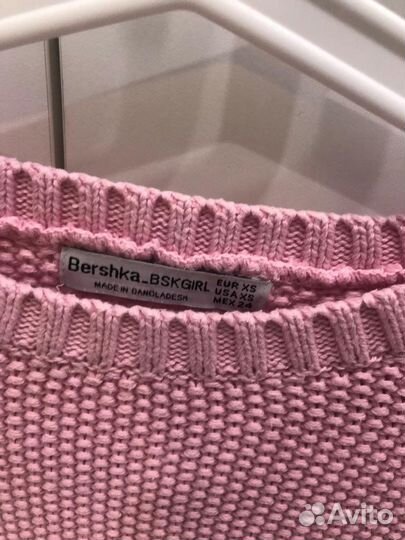 Bershka_BSKGIRL
MADE IN BANGLADESH
EUR XS
USA XS
MEX 24
Avito